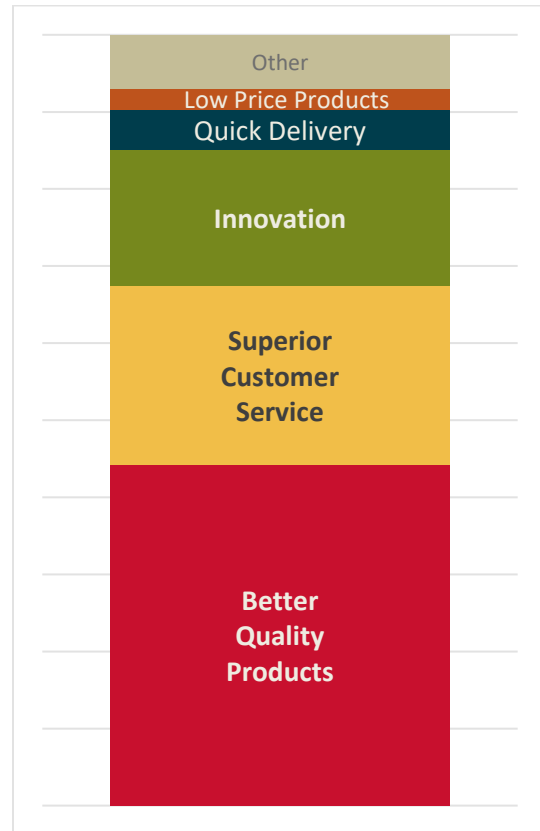 Other
Low Price Products
Quick Delivery
Innovation
Superior
Customer
Service
Better
Quality
Products